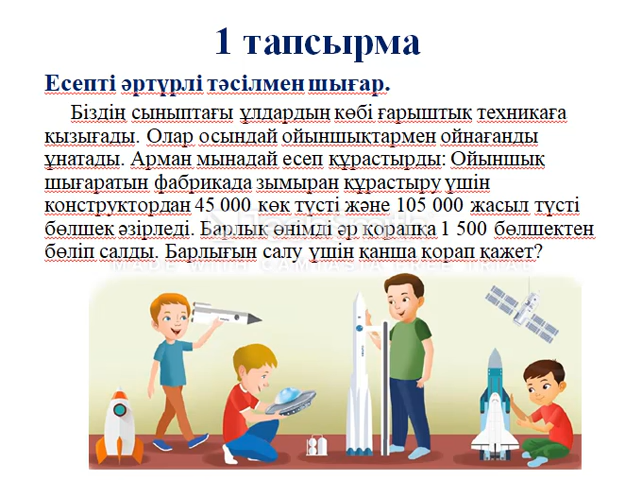 1 тапсырма
Есепті әртүрлі тәсілмен шығар.
Біздің сыныптағы ұлдардың көбі ғарыштық техникаға
қызығады. Олар осындай ойыншықтармен ойнағанды
ұнатады. Арман мынадай есеп құрастырды: Ойыншық
шығаратын фабрикада зымыран құрастыру үшін
конструктордан 45 000 көк түсті және 105 000 жасыл түсті
бөлшек әзірледі. Барлық өнімді әр қорапқа 1 500 бөлшектен
бөліп салды. Барлығын салу үшін қанша қорап қажет?